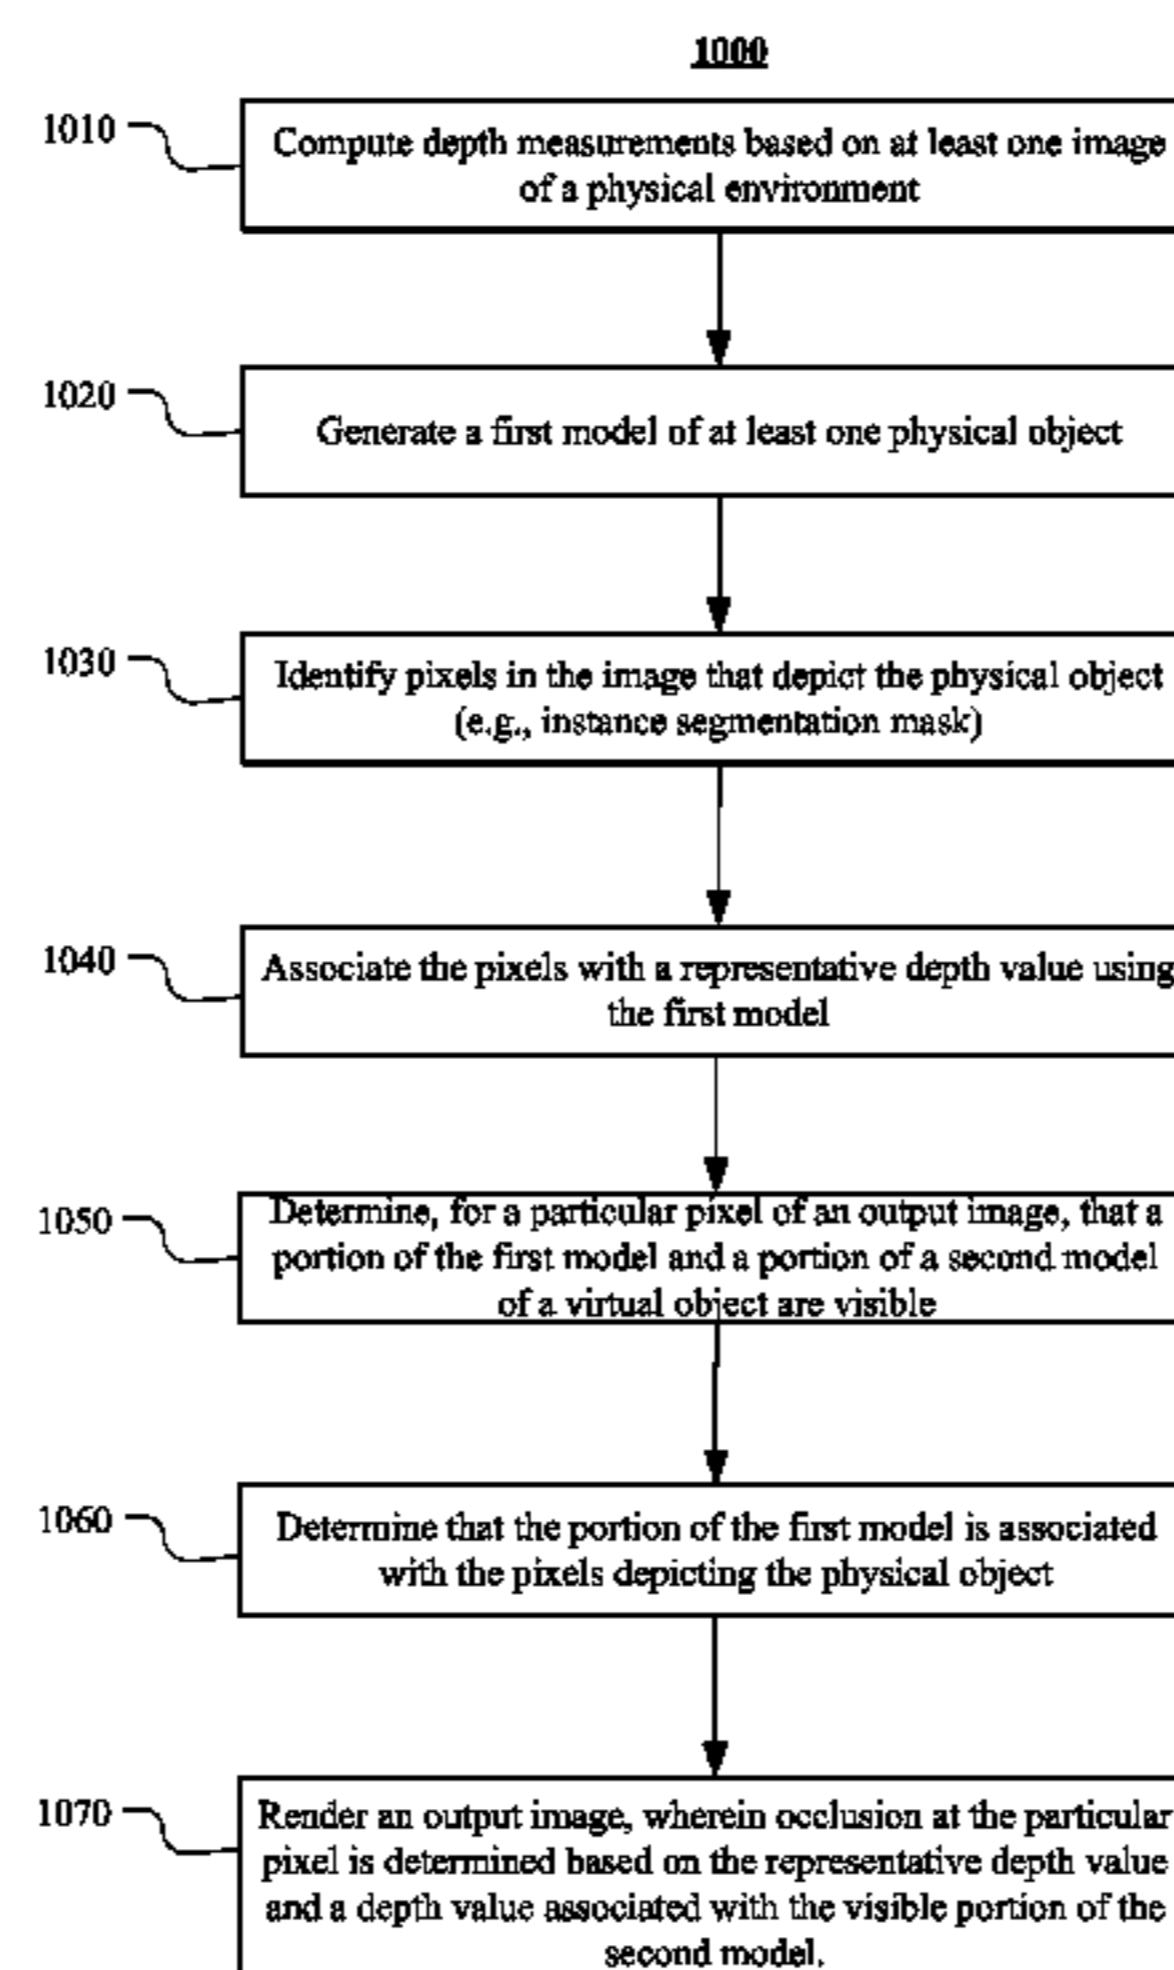 1000
1010
Compute depth measurements based on at least one image
of a physical environment
1020
Generate a first model of at least one physical object
1030
Identify pixels in the image that depict the physical object
(e.g., instance segmentation mask)
1040
Associate the pixels with a representative depth value using
the first model
1050
Determine, for a particular pixel of an output image, that a
portion of the first model and a portion of a second model
of a virtual object are visible
1060
Determine that the portion of the first model is associated
with the pixels depicting the physical object
1070
Render an output image, wherein occlusion at the particular
pixel is determined based on the representative depth value
and a depth value associated with the visible portion of the
second model.